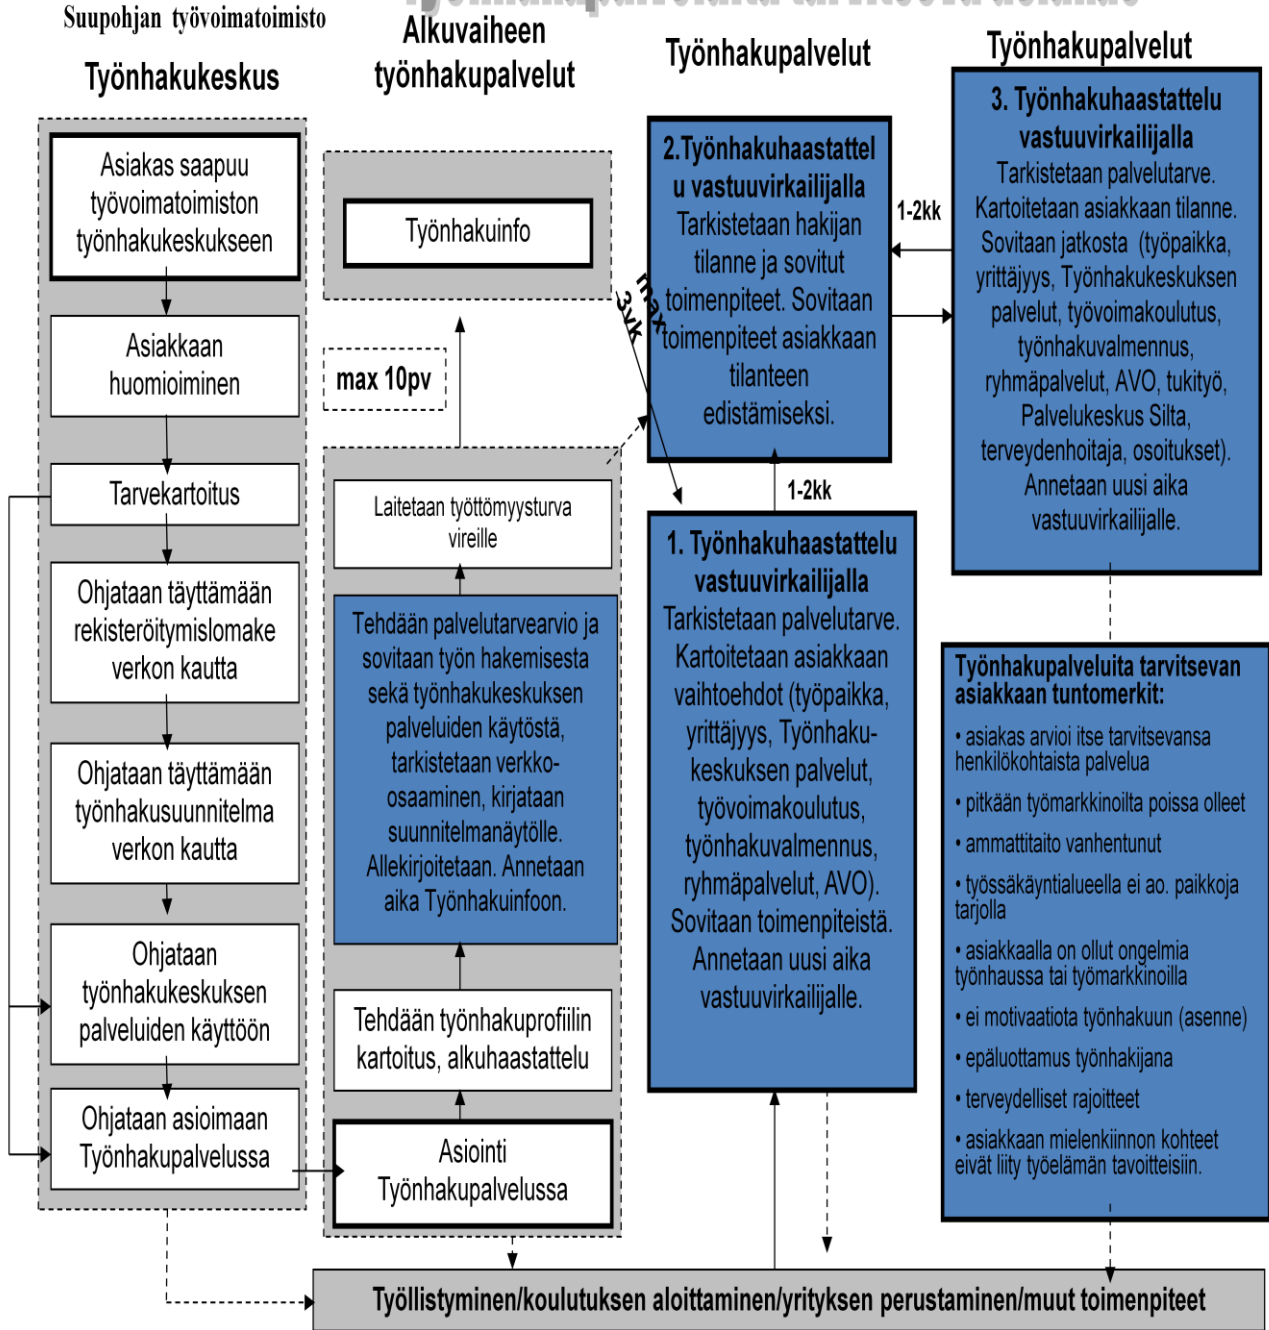 Suupohjan työvoimatoimisto
Työnhakukeskus
Asiakas saapuu
työvoimatoimiston
työnhakukeskukseen
Asiakkaan
huomioiminen
Tarvekartoitus
Ohjataan täyttämään
rekisteröitymislomake
verkon kautta
Ohjataan täyttämään
työnhakusuunnitelma
verkon kautta
Ohjataan
työnhakukeskuksen
palveluiden käyttöön
Ohjataan asioimaan
Työnhakupalvelussa
Alkuvaiheen
työnhakupalvelut
Työnhakuinfo
max 10pv
Laitetaan työttömyysturva
vireille
Tehdään palvelutarvearvio ja
sovitaan työn hakemisesta
sekä työnhakukeskuksen
palveluiden käytöstä,
tarkistetaan verkko-
osaaminen, kirjataan
suunnitelmanäytölle.
Allekirjoitetaan. Annetaan
aika Työnhakuinfoon.
Tehdään työnhakuprofiilin
kartoitus, alkuhaastattelu
Asiointi
Työnhakupalvelussa
Työnhakupalvelut
2.Työnhakuhaastattel
u vastuuvirkailijalla
Tarkistetaan hakijan
tilanne ja sovitut
toimenpiteet. Sovitaan
toimenpiteet asiakkaan
tilanteen
edistämiseksi.
max
3vk
1-2kk
1. Työnhakuhaastattelu
vastuuvirkailijalla
Tarkistetaan palvelutarve.
Kartoitetaan asiakkaan
vaihtoehdot (työpaikka,
yrittäjyys, Työnhaku-
keskuksen palvelut,
työvoimakoulutus,
työnhakuvalmennus,
ryhmäpalvelut, AVO).
Sovitaan toimenpiteistä.
Annetaan uusi aika
vastuuvirkailijalle.
Työnhakupalvelut
1-2kk
3. Työnhakuhaastattelu
vastuuvirkailijalla
Tarkistetaan palvelutarve.
Kartoitetaan asiakkaan tilanne.
Sovitaan jatkosta (työpaikka,
yrittäjyys, Työnhakukeskuksen
palvelut, työvoimakoulutus,
työnhakuvalmennus,
ryhmäpalvelut, AVO, tukityö,
Palvelukeskus Silta,
terveydenhoitaja, osoitukset).
Annetaan uusi aika
vastuuvirkailijalle.
Työnhakupalveluita tarvitsevan
asiakkaan tuntomerkit:
• asiakas arvioi itse tarvitsevansa
henkilökohtaista palvelua
• pitkään työmarkkinoilta poissa olleet
• ammattitaito vanhentunut
• työssäkäyntialueella ei ao. paikkoja
tarjolla
• asiakkaalla on ollut ongelmia
työnhaussa tai työmarkkinoilla
• ei motivaatiota työnhakuun (asenne)
• epäluottamus työnhakijana
• terveydelliset rajoitteet
• asiakkaan mielenkiinnon kohteet
eivät liity työelämän tavoitteisiin.
Työllistyminen/koulutuksen aloittaminen/yrityksen perustaminen/muut toimenpiteet